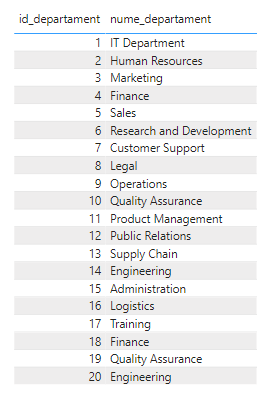 id_departament nume_departament
1 IT Department
2 Human Resources
3 Marketing
4 Finance
5 Sales
6 Research and Development
7 Customer Support
8 Legal
9 Operations
10 Quality Assurance
11 Product Management
12 Public Relations
13 Supply Chain
14 Engineering
15 Administration
16 Logistics
17 Training
18 Finance
19 Quality Assurance
20 Engineering